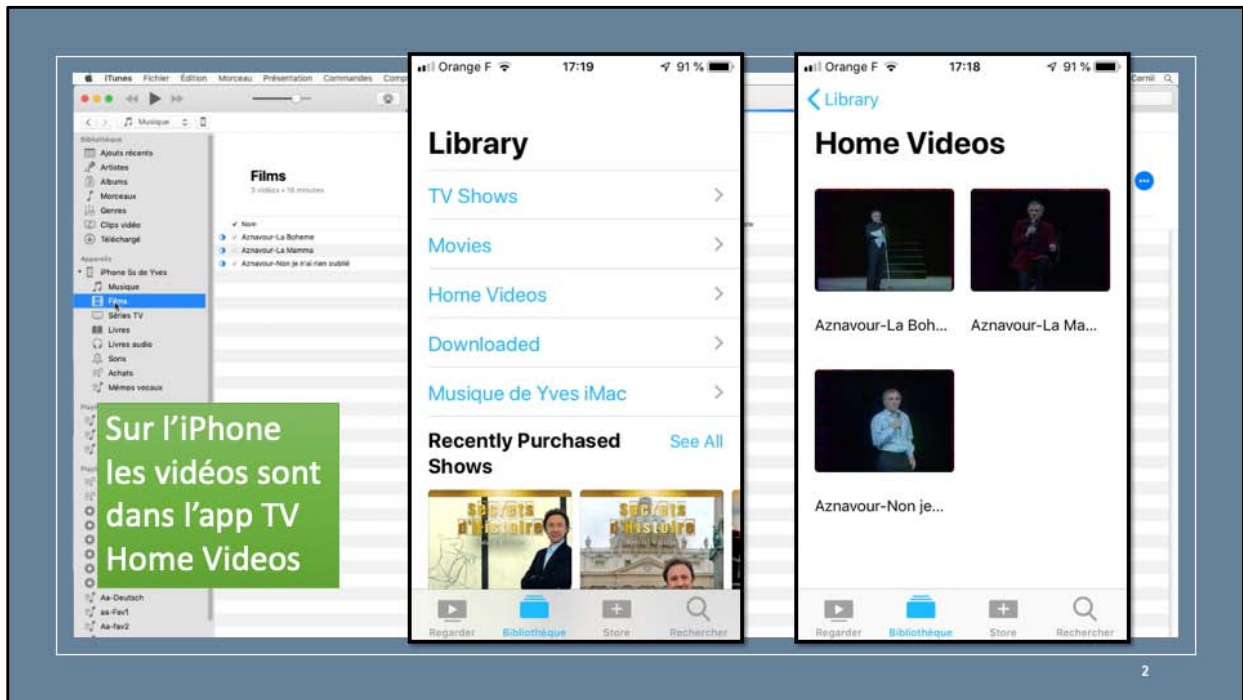 iTunes Fichier Édition Morceau Présentation Commandes
Cornil
Musique
Bibliothèque
Ajouts récents
Artistes
Albums
Morceaux
Genres
Clips vidéo
Téléchargé
Appareils
iPhone 5s de Yves
Musique
Films
Séries TV
Livres
Livres audio
Sons
Achats
Mémos vocaux
Aa-Deutsch
aa-Fav1
Aa-fav2
Films
3 vidéos • 16 minutes
Nom
Aznavour-La Boheme
Aznavour-La Mamma
Aznavour-Non je n'ai rien oublié
Sur l'iPhone
les vidéos sont
dans l'app TV
Home Videos
Orange F 17:19 91 %
Library
TV Shows
Movies
Home Videos
Downloaded
Musique de Yves iMac
Recently Purchased
Shows
See All
Secrets
d'Histoire
Secrets
d'Histoire
Regarder Bibliothèque Store Rechercher
Orange F 17:18 91 %
Library
Home Videos
Aznavour-La Boh... Aznavour-La Ma...
Aznavour-Non je...
Regarder Bibliothèque Store Rechercher
2